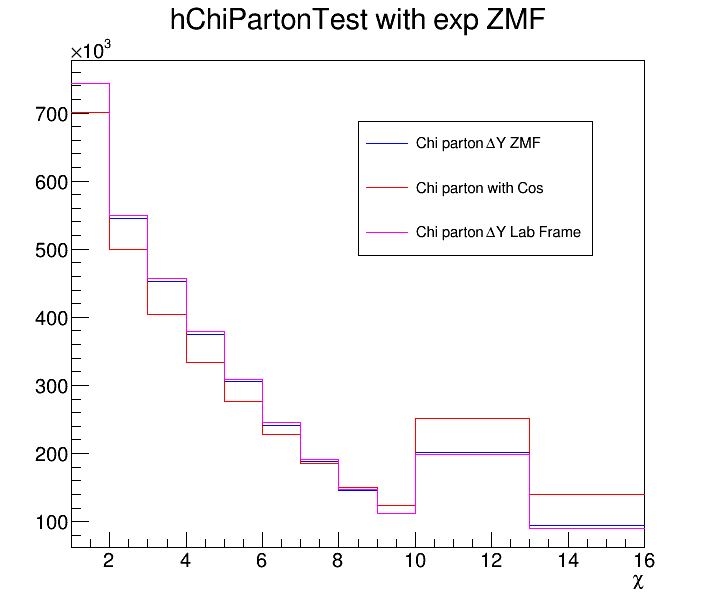 hChiPartonTest with exp ZMF
×10³
700
600
500
400
300
200
100
Chi parton ΔY ZMF
Chi parton with Cos
Chi parton ΔY Lab Frame
2 4 6 8 10 12 14 16
χ